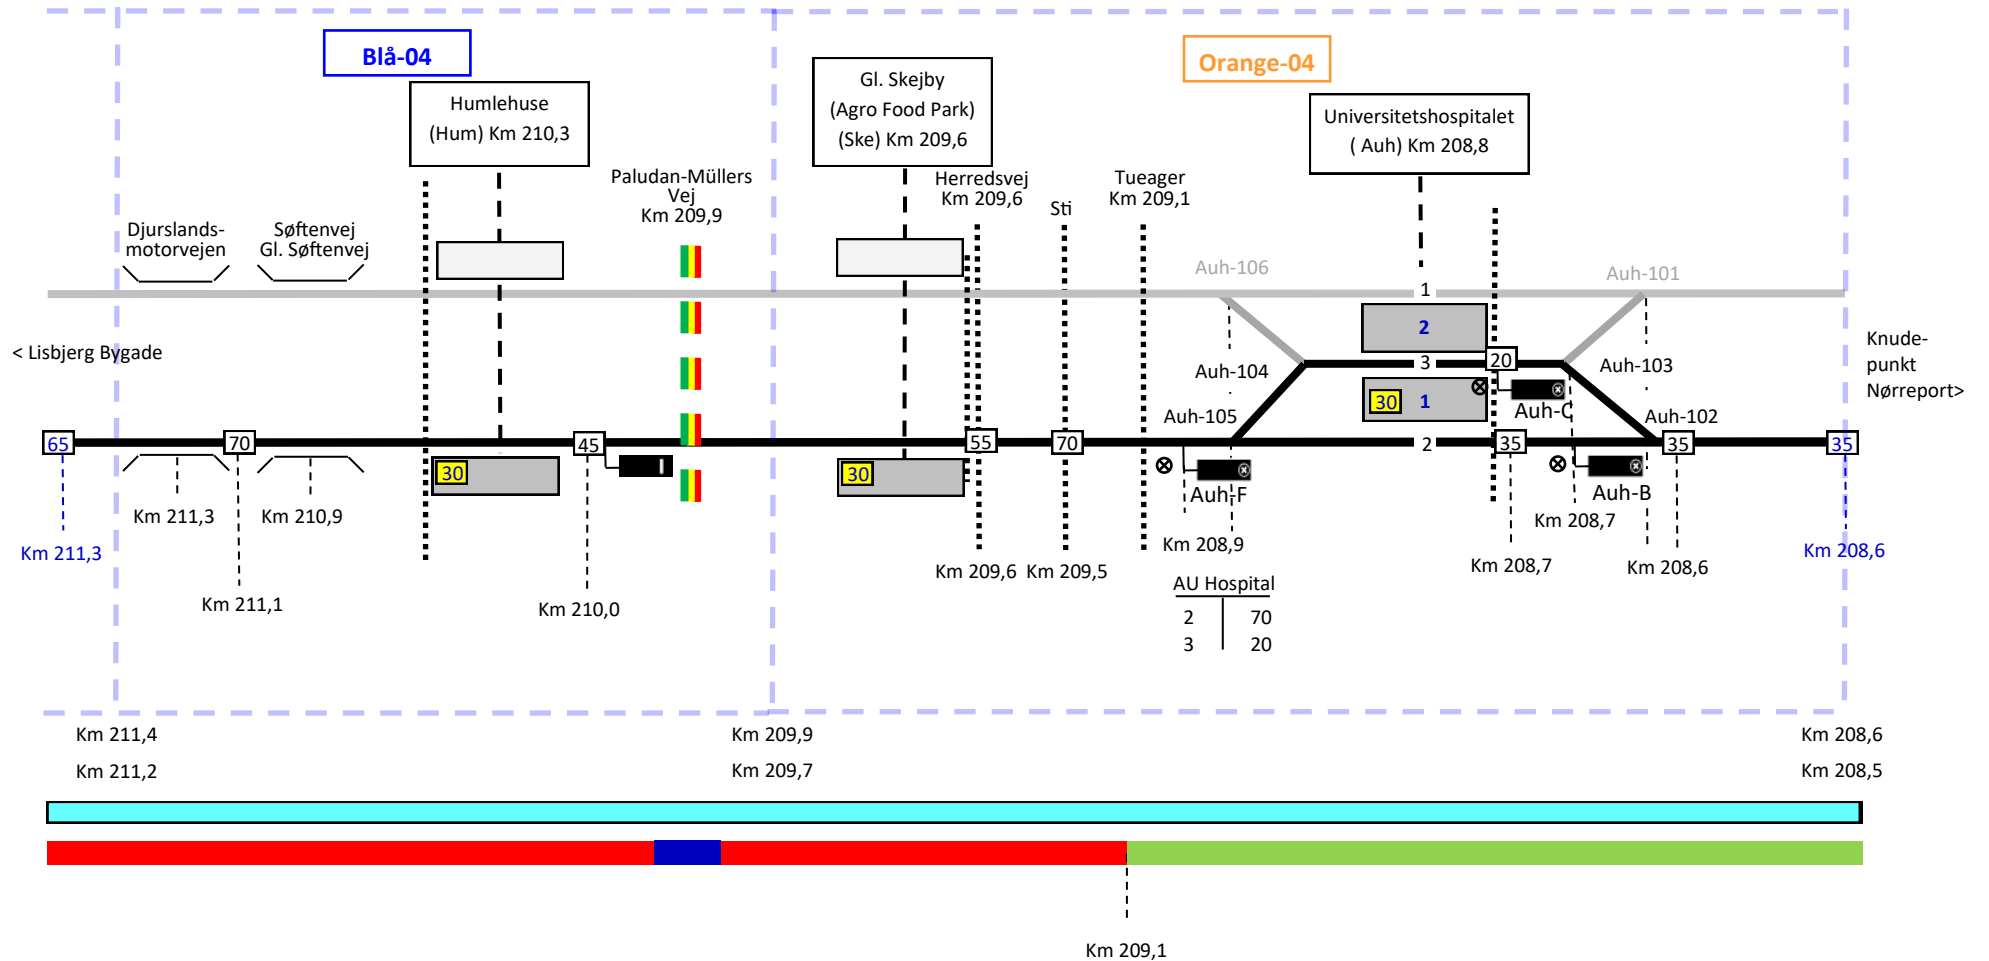 Blå-04
Orange-04
Humlehuse
(Hum) Km 210,3
Gl. Skejby
(Agro Food Park)
(Ske) Km 209,6
Universitetshospitalet
( Auh) Km 208,8
Paludan-Müllers
Vej
Km 209,9
Herredsvej
Km 209,6
Sti
Tueager
Km 209,1
Djurslands-
motorvejen
Søftenvej
Gl. Søftenvej
Auh-106
Auh-101
1
2
< Lisbjerg Bygade
Knude-
punkt
Nørreport>
3
20
Auh-104
Auh-103
30
1
Auh-C
Auh-105
Auh-102
65
70
45
55
70
2
35
35
35
30
30
Auh-F
Auh-B
Km 211,3
Km 210,9
Km 208,7
Km 211,3
Km 208,9
Km 208,6
Km 209,6
Km 209,5
Km 208,7
Km 208,6
Km 211,1
Km 210,0
AU Hospital
2 70
3 20
Km 211,4
Km 209,9
Km 208,6
Km 211,2
Km 209,7
Km 208,5
Km 209,1